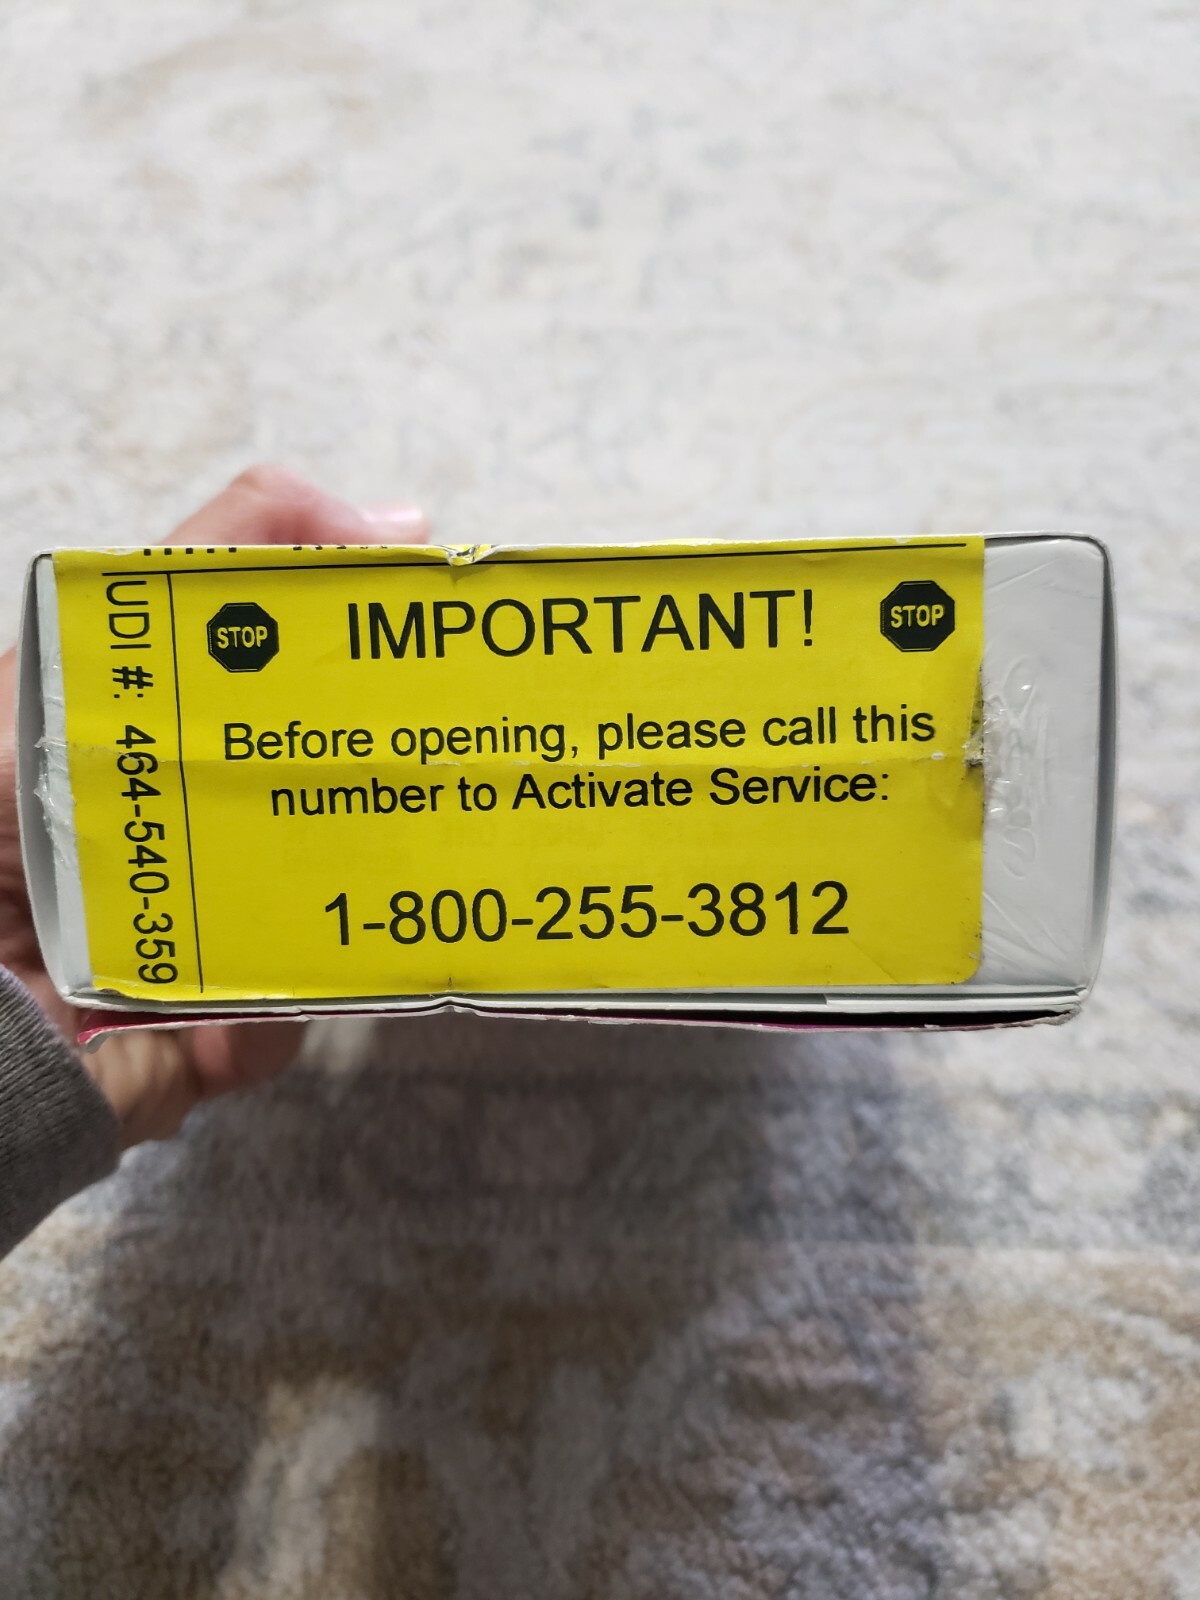 UDI #: 464-540-359
STOP
IMPORTANT!
STOP
Before opening, please call this
number to Activate Service:
1-800-255-3812